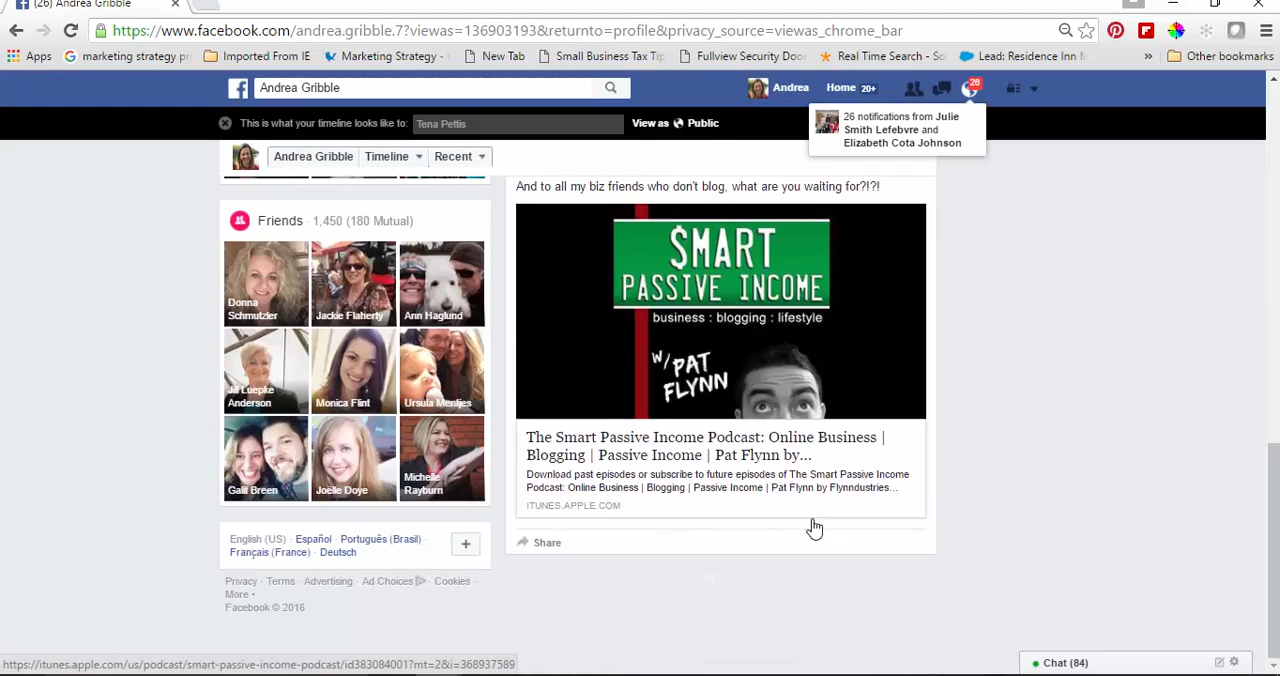 (26) Andrea Gribble
https://www.facebook.com/andrea.gribble.7?viewas=136903193&returnto=profile&privacy_source=viewas_chrome_bar
Apps marketing strategy Imported From IE Marketing Strategy - New Tab Small Business Tax Tip Fullview Security Doo Real Time Search - So Lead: Residence Inn M » Other bookmarks
Andrea Gribble
Andrea Home 20+ 26
This is what your timeline looks like to: Tena Pettis View as Public
26 notifications from Julie
Smith Lefebvre and
Elizabeth Cota Johnson
Andrea Gribble Timeline Recent
And to all my biz friends who don't blog, what are you waiting for?!?!
Friends · 1,450 (180 Mutual)
Donna
Schmutzler
Jackie Flaherty
Ann Haglund
Jill Luepke
Anderson
Monica Flint
Ursula Mentjes
Galit Breen
Joëlle Doye
Michelle
Rayburn
$MART
PASSIVE INCOME
business : blogging : lifestyle
W/ PAT
FLYNN
The Smart Passive Income Podcast: Online Business |
Blogging | Passive Income | Pat Flynn by...
Download past episodes or subscribe to future episodes of The Smart Passive Income
Podcast: Online Business | Blogging | Passive Income | Pat Flynn by Flynndustries...
ITUNES.APPLE.COM
Share
English (US) · Español · Português (Brasil) ·
Français (France) · Deutsch
+
Privacy · Terms · Advertising · Ad Choices · Cookies ·
More
Facebook © 2016
https://itunes.apple.com/us/podcast/smart-passive-income-podcast/id383084001?mt=2&i=368937589
Chat (84)